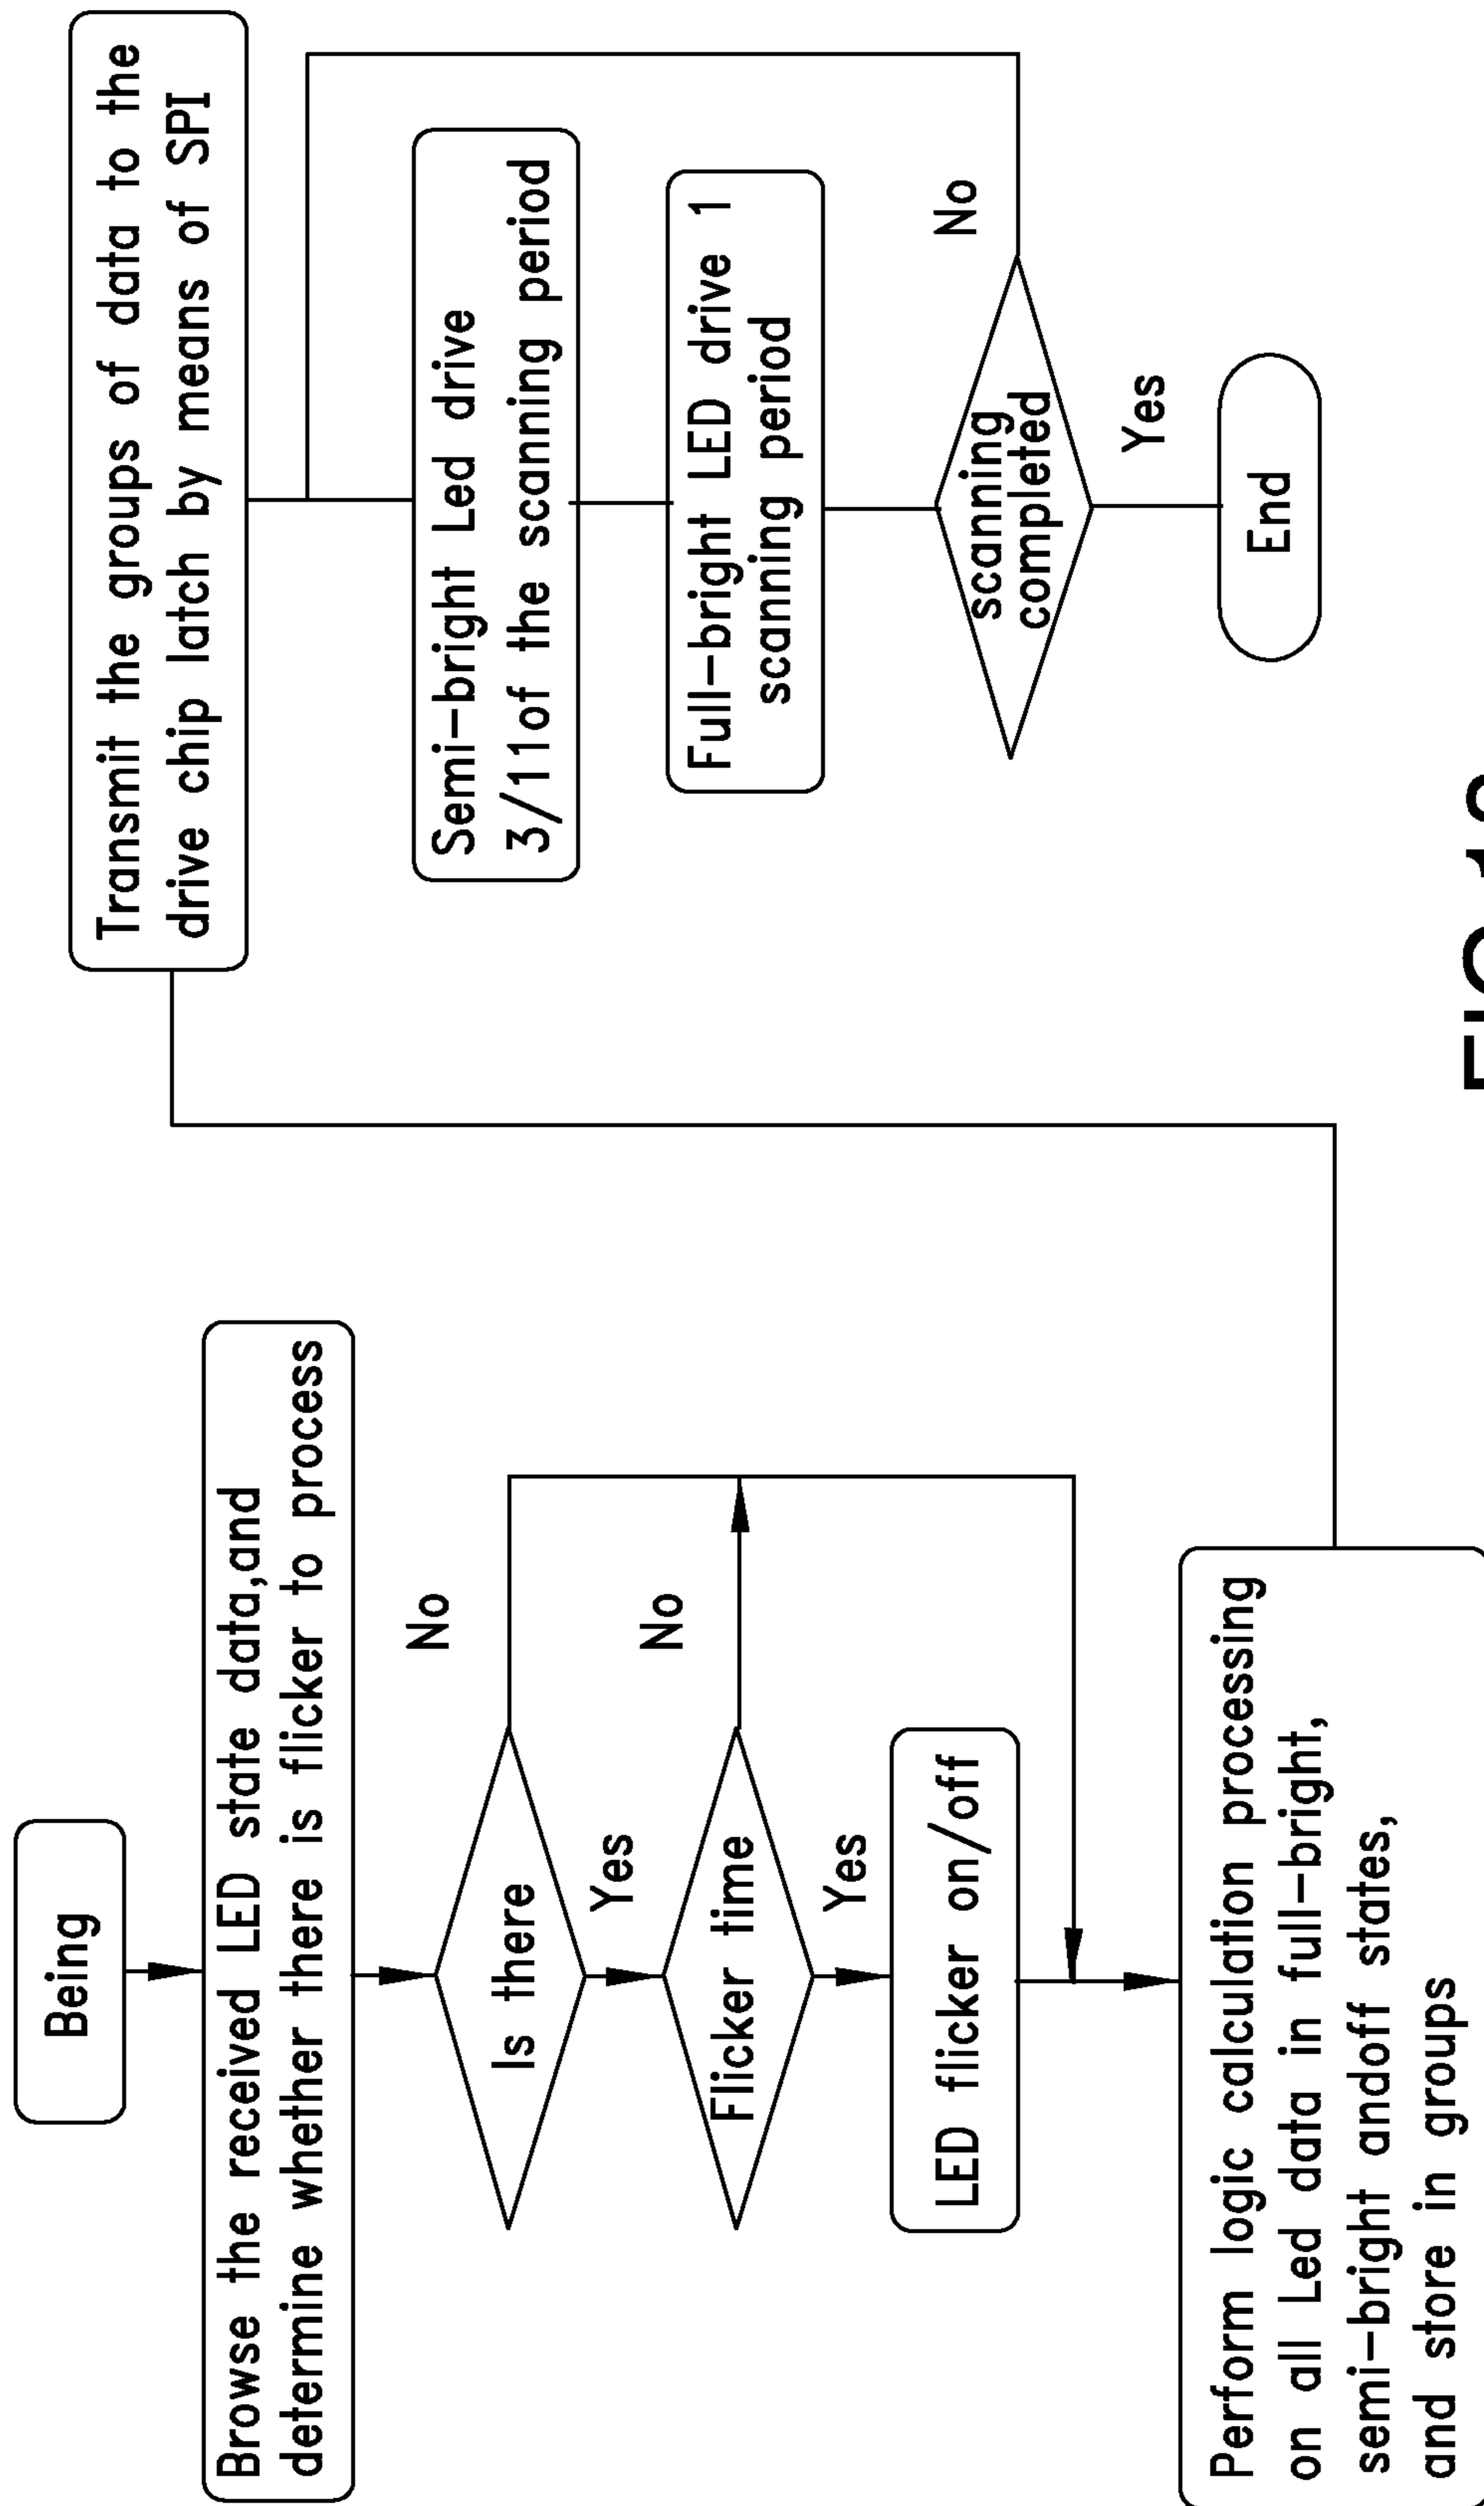 Being
Browse the received LED state data,and
determine whether there is flicker to process
Is there
No
Yes
Flicker time
No
Yes
LED flicker on/off
Perform logic calculation processing
on all Led data in full-bright,
semi-bright andoff states,
and store in groups
Transmit the groups of data to the
drive chip latch by means of SPI
Semi-bright Led drive
3/11of the scanning period
Full-bright LED drive 1
scanning period
scanning
completed
No
Yes
End